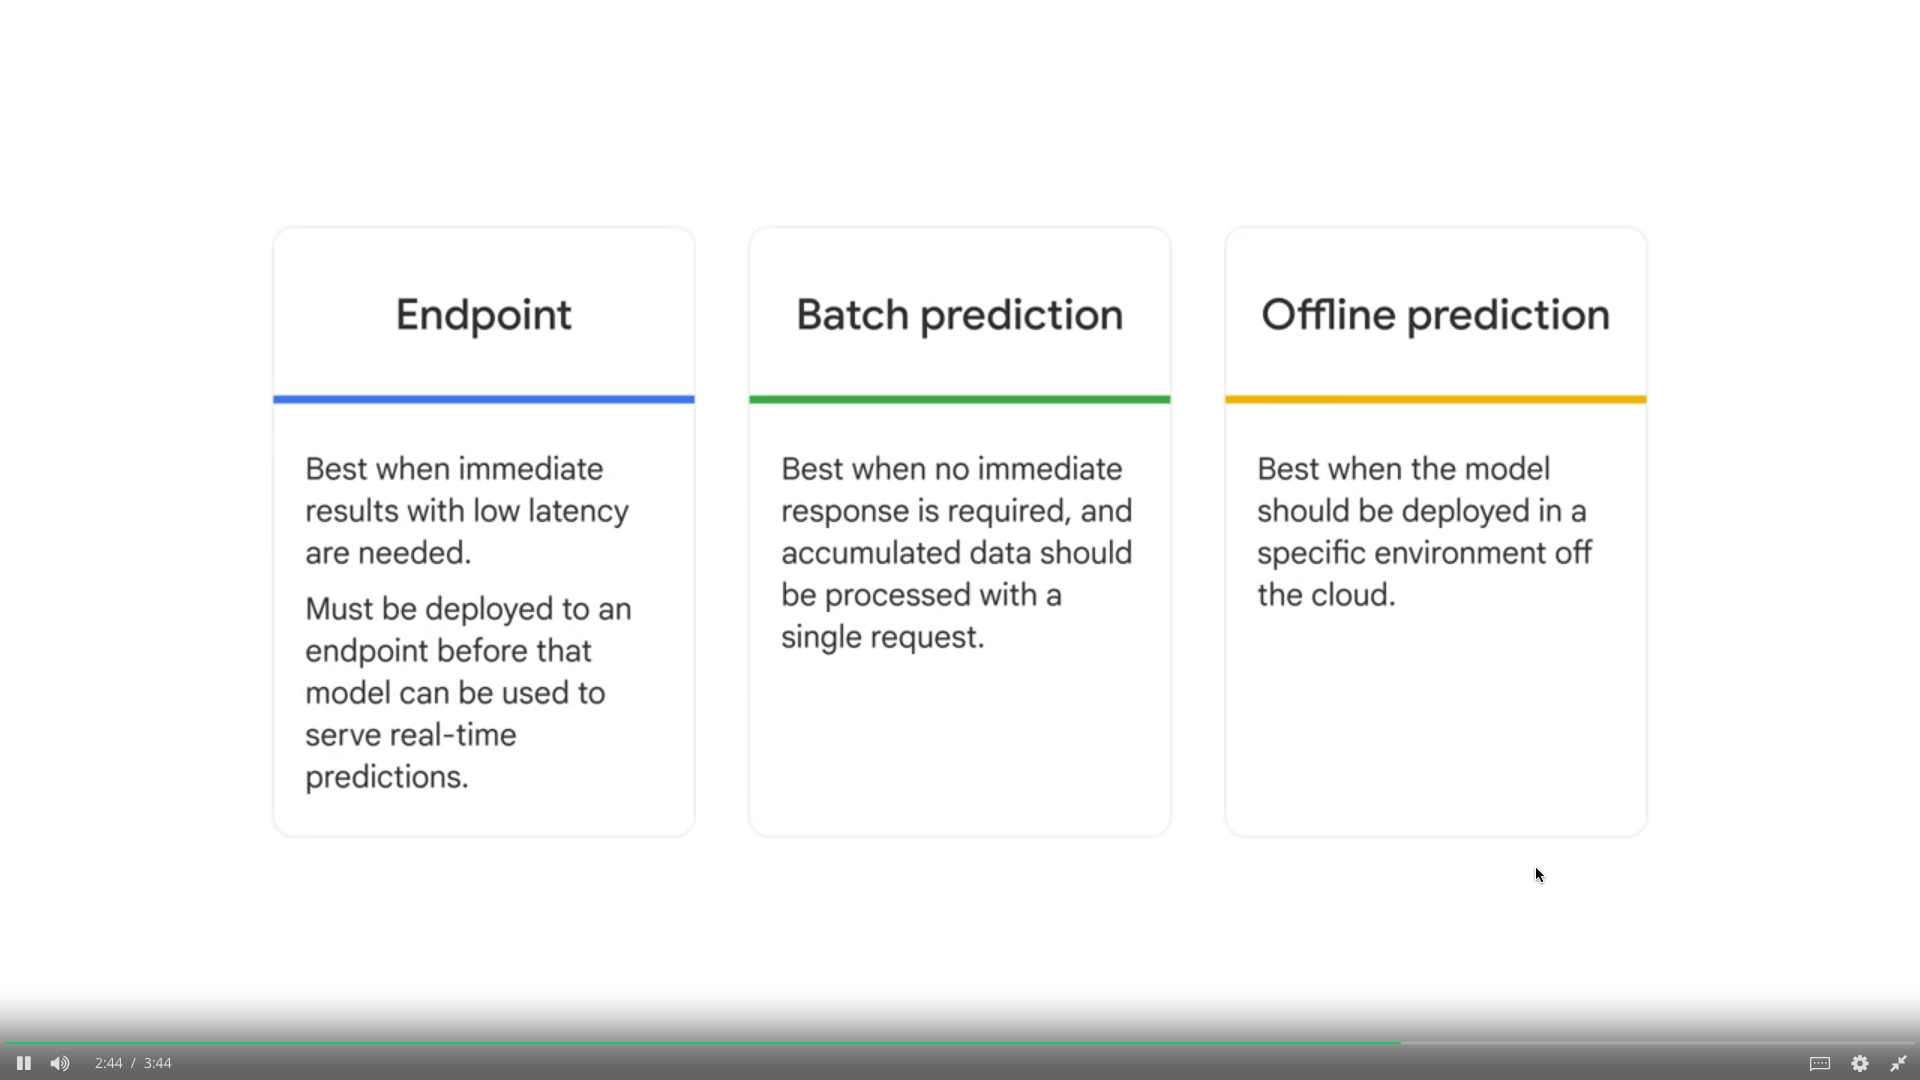 Endpoint
Best when immediate
results with low latency
are needed.
Must be deployed to an
endpoint before that
model can be used to
serve real-time
predictions.
Batch prediction
Best when no immediate
response is required, and
accumulated data should
be processed with a
single request.
Offline prediction
Best when the model
should be deployed in a
specific environment off
the cloud.
2:44 / 3:44